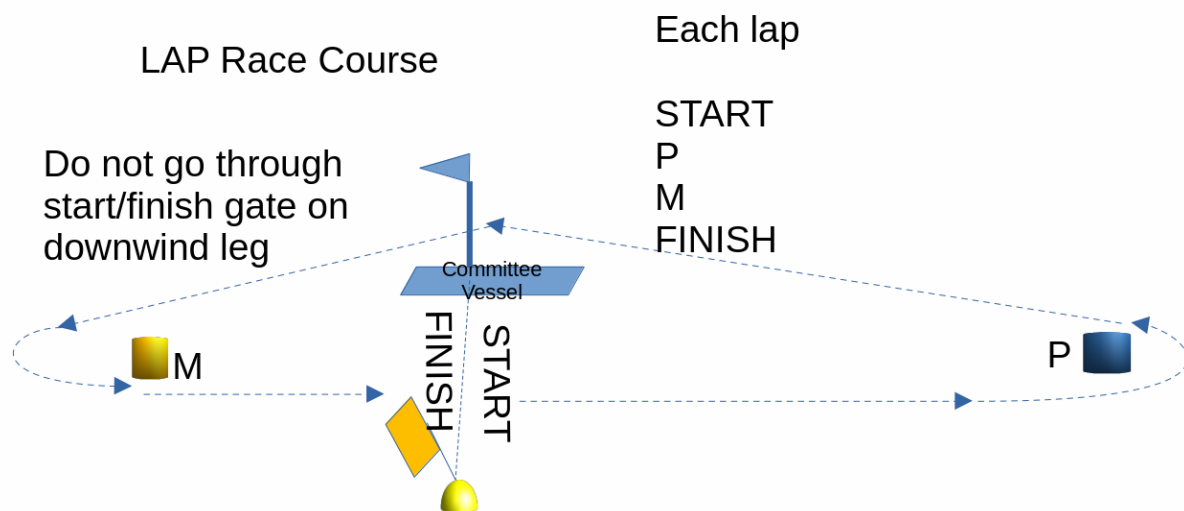 LAP Race Course
Each lap
START
P
M
FINISH
Do not go through
start/finish gate on
downwind leg
Committee
Vessel
FINISH
START
M
P